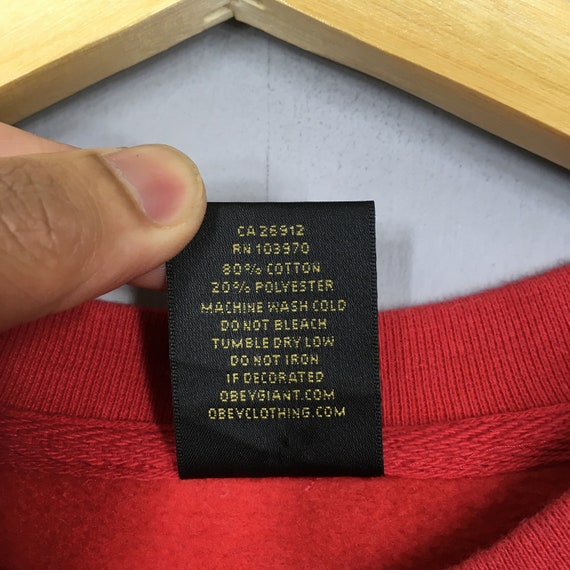 CA 26912
RN 103970
80% COTTON
20% POLYESTER
MACHINE WASH COLD
DO NOT BLEACH
TUMBLE DRY LOW
DO NOT IRON
IF DECORATED
OBEYGIANT.COM
OBEYCLOTHING.COM